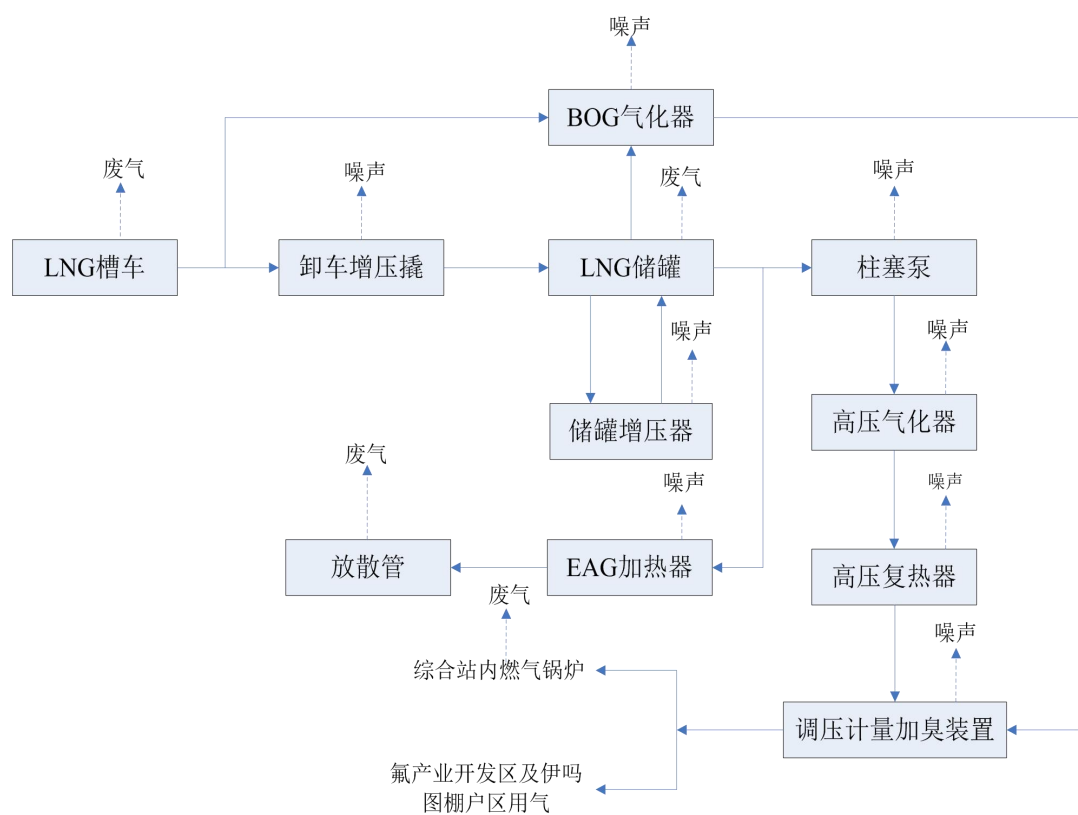 噪声
BOG气化器
废气
噪声
废气
噪声
LNG槽车
卸车增压撬
LNG储罐
柱塞泵
噪声
噪声
储罐增压器
高压气化器
废气
噪声
噪声
放散管
EAG加热器
高压复热器
废气
噪声
综合站内燃气锅炉
调压计量加臭装置
氟产业开发区及伊吗
图棚户区用气